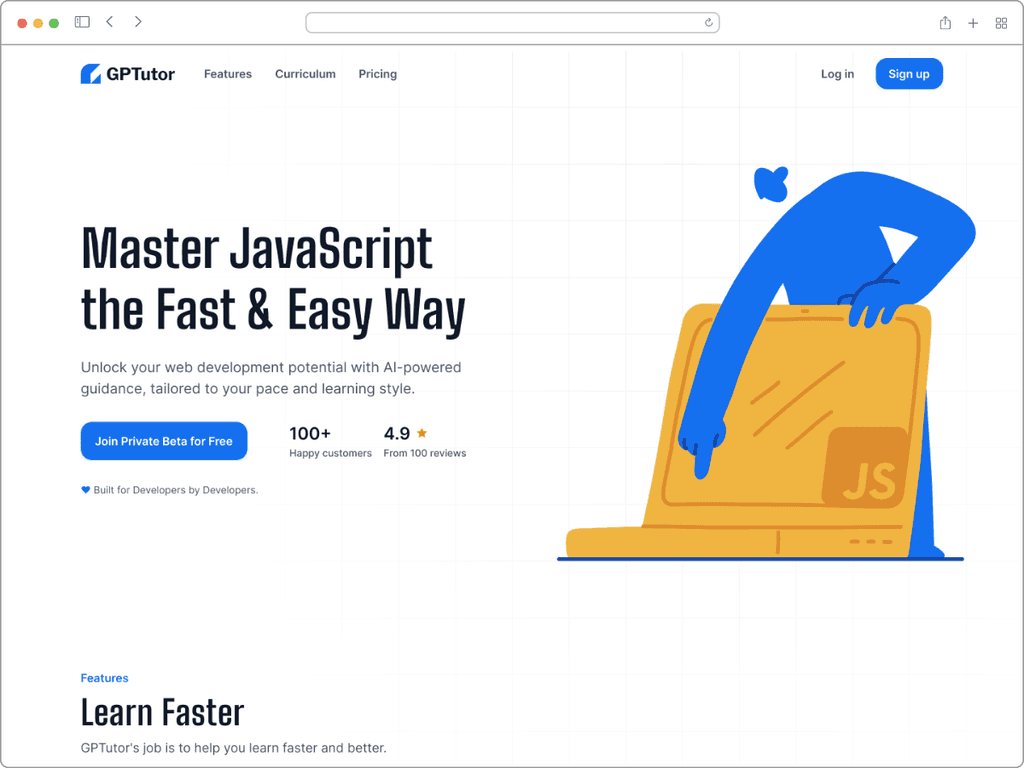 GPTutor
Features
Curriculum
Pricing
Log in
Sign up
Master JavaScript
the Fast & Easy Way
Unlock your web development potential with AI-powered
guidance, tailored to your pace and learning style.
Join Private Beta for Free
100+
Happy customers
4.9
From 100 reviews
Built for Developers by Developers.
JS
Features
Learn Faster
GPTutor's job is to help you learn faster and better.